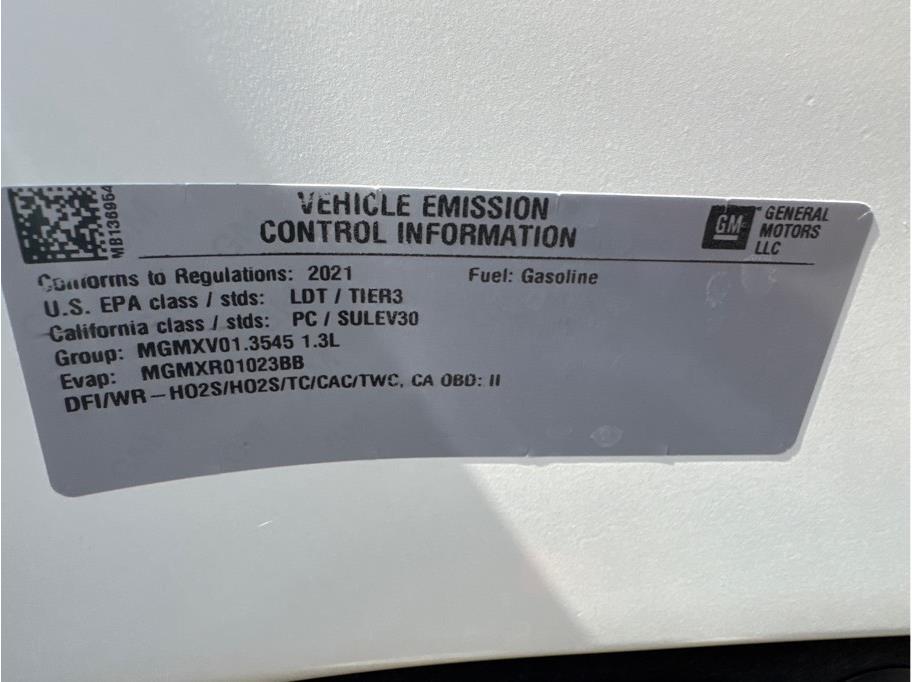 MB136954
VEHICLE EMISSION
CONTROL INFORMATION
GM
GENERAL
MOTORS
LLC
Conforms to Regulations: 2021 Fuel: Gasoline
U.S. EPA class / stds: LDT / TIER3
California class / stds: PC / SULEV30
Group: MGMXV01.3545 1.3L
Evap: MGMXR01023BB
DFI/WR – HO2S/HO2S/TC/CAC/TWC, CA OBD: II